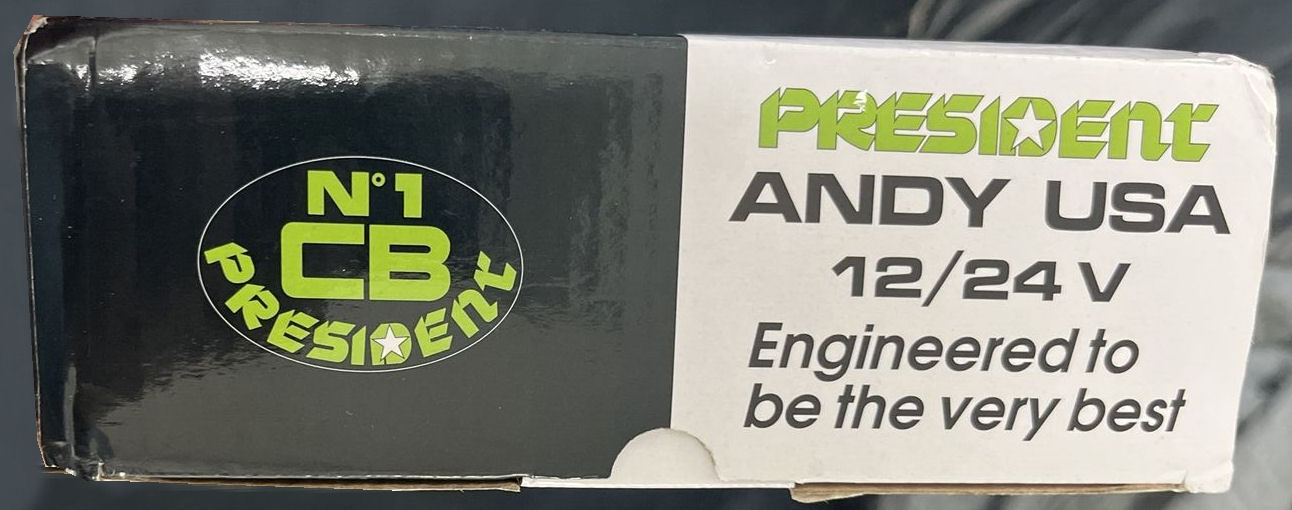 N° 1
CB
PRESIDENT
PRESIDENT
ANDY USA
12/24 V
Engineered to
be the very best